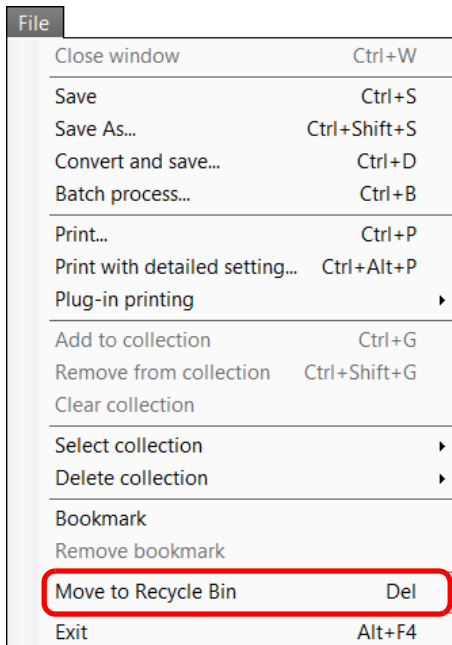 File
Close window Ctrl+W
Save Ctrl+S
Save As... Ctrl+Shift+S
Convert and save... Ctrl+D
Batch process... Ctrl+B
Print... Ctrl+P
Print with detailed setting... Ctrl+Alt+P
Plug-in printing
Add to collection Ctrl+G
Remove from collection Ctrl+Shift+G
Clear collection
Select collection
Delete collection
Bookmark
Remove bookmark
Move to Recycle Bin Del
Exit Alt+F4